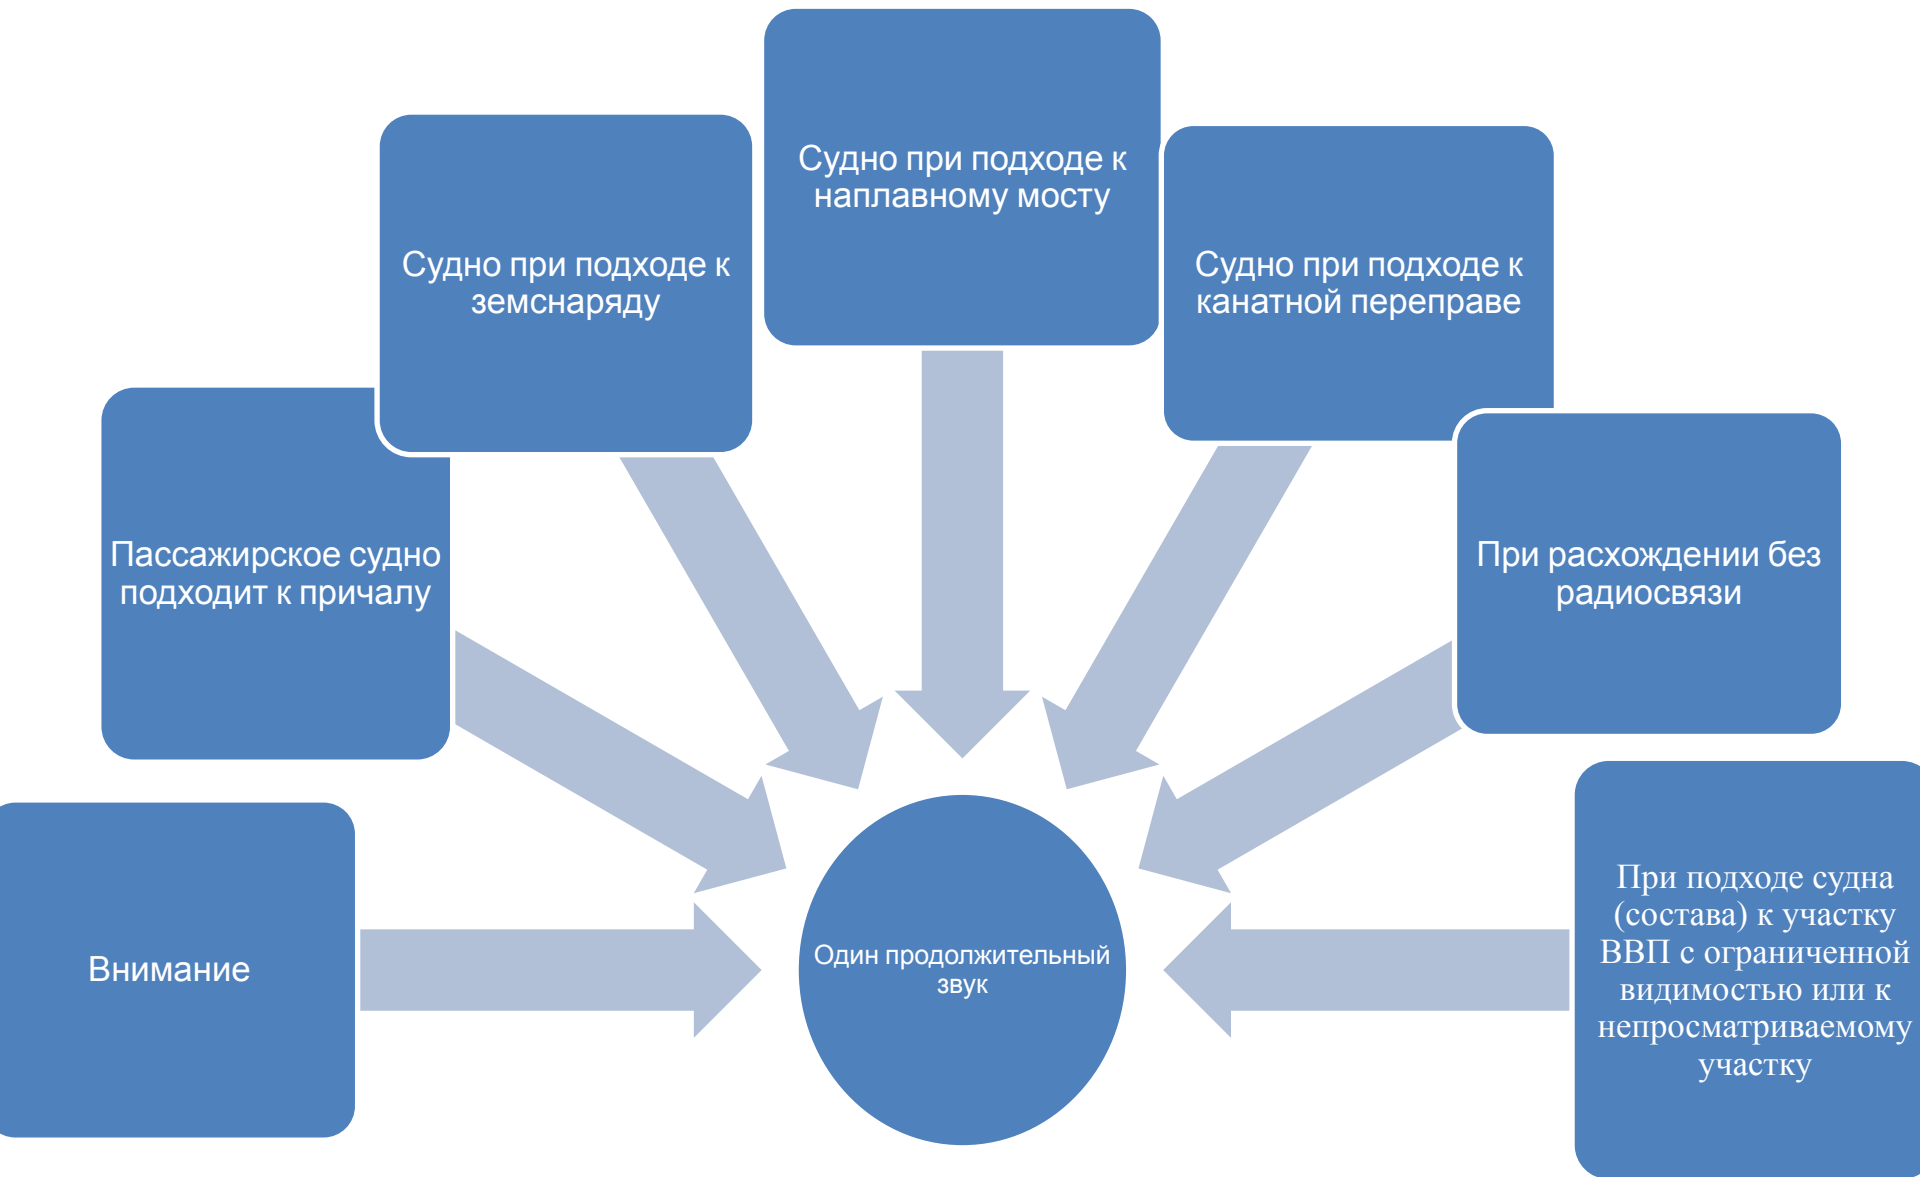 Судно при подходе к
наплавному мосту
Судно при подходе к
земснаряду
Судно при подходе к
канатной переправе
Пассажирское судно
подходит к причалу
При расхождении без
радиосвязи
Внимание
Один продолжительный
звук
При подходе судна
(состава) к участку
ВВП с ограниченной
видимостью или к
непросматриваемому
участку